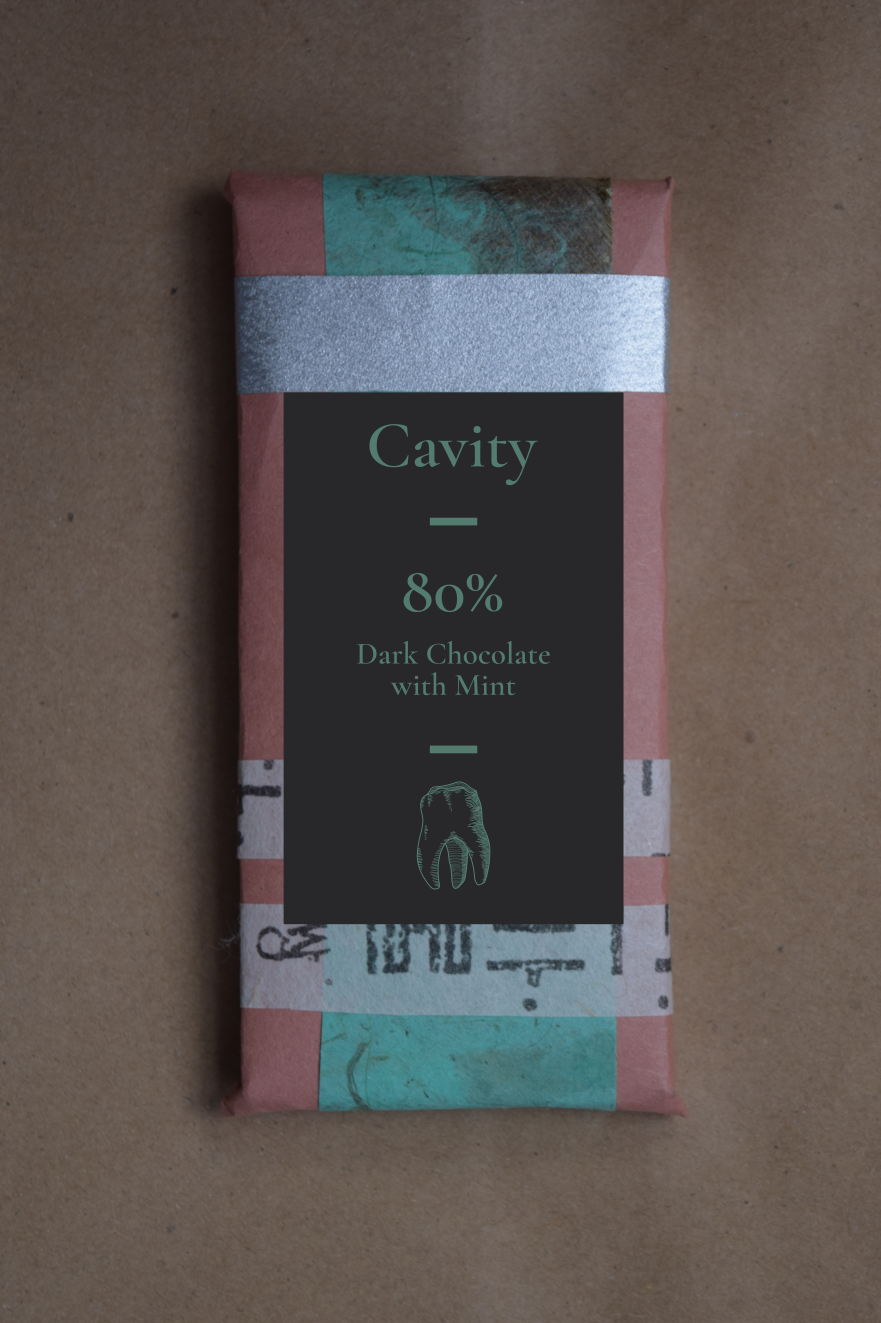 Cavity
80%
Dark Chocolate
with Mint